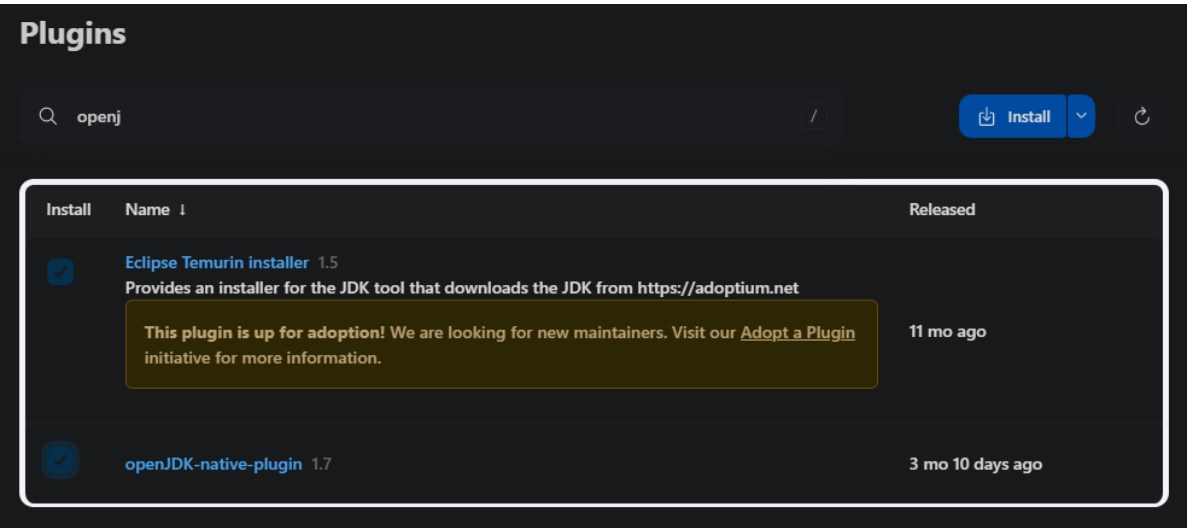 Plugins
openj
/
Install
Install Name ↓ Released
Eclipse Temurin installer 1.5
Provides an installer for the JDK tool that downloads the JDK from https://adoptium.net
This plugin is up for adoption! We are looking for new maintainers. Visit our Adopt a Plugin
initiative for more information.
11 mo ago
openJDK-native-plugin 1.7
3 mo 10 days ago